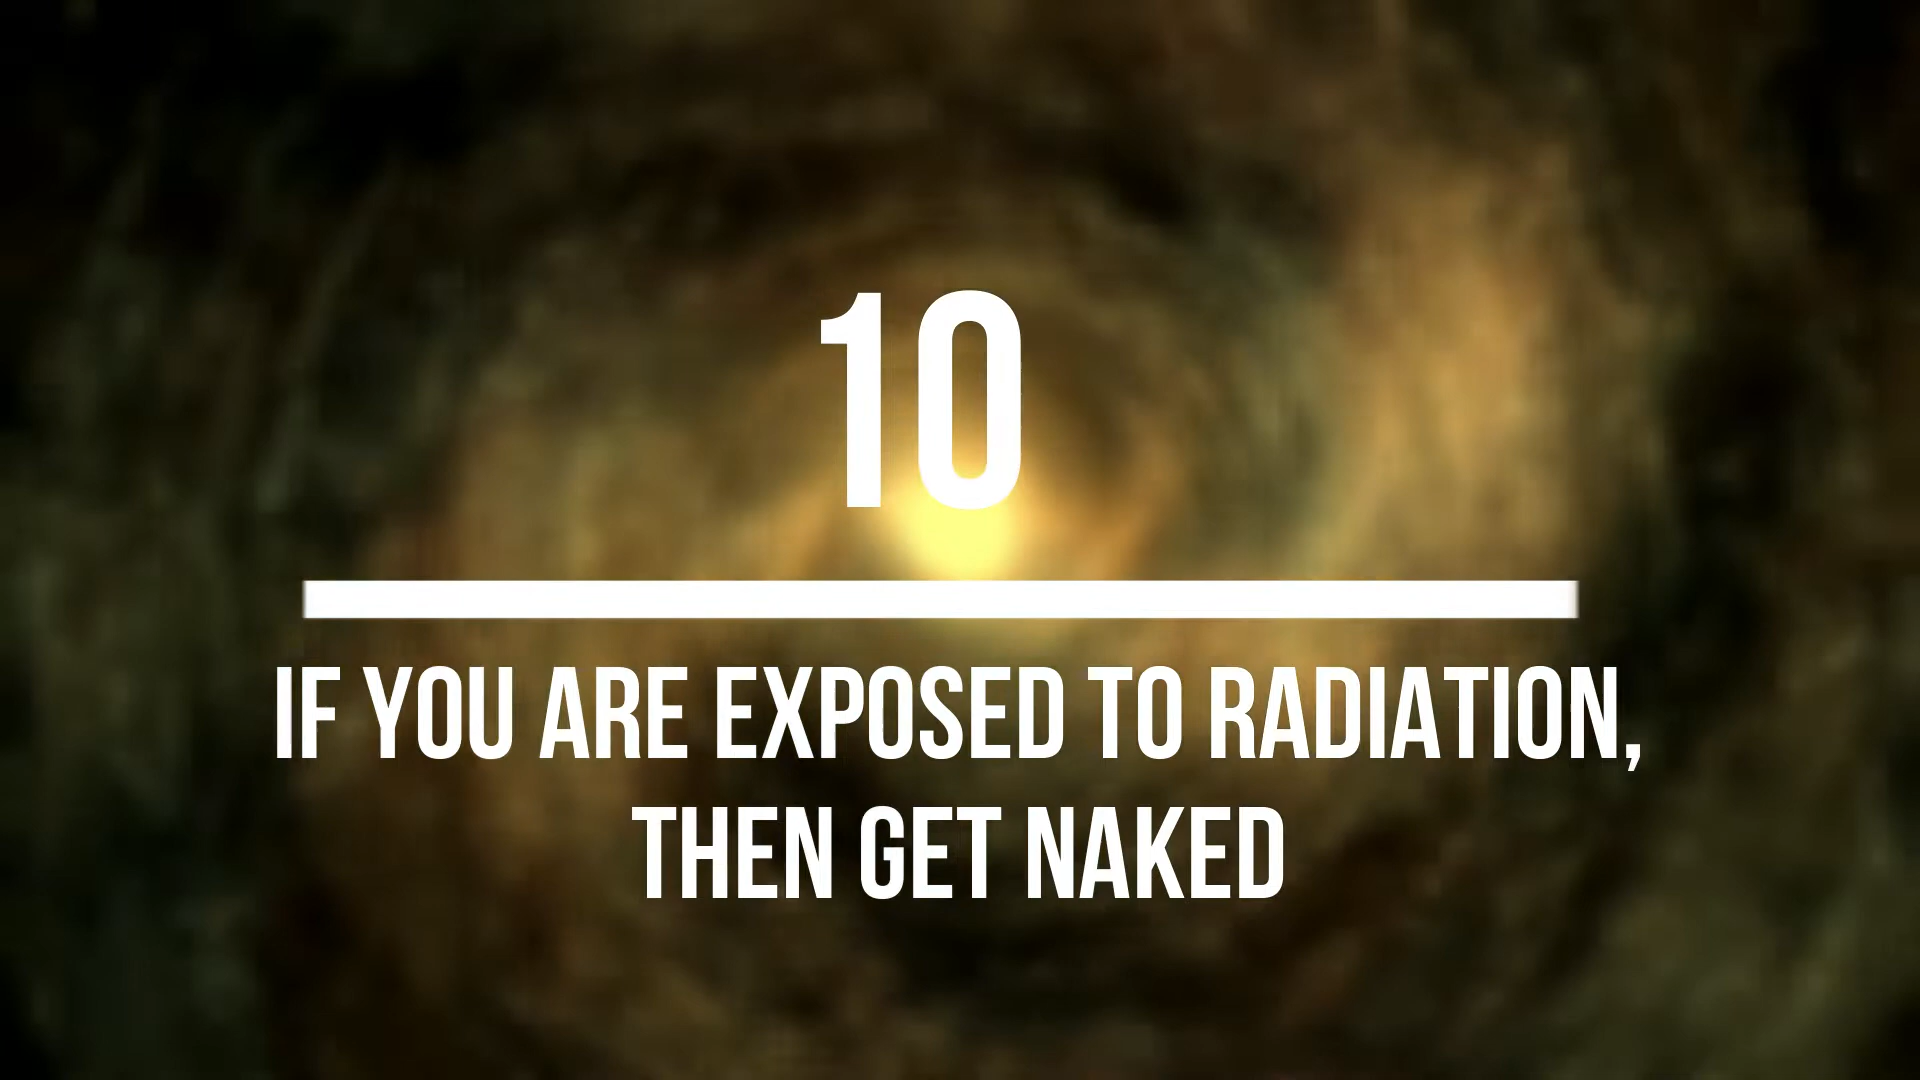 10
IF YOU ARE EXPOSED TO RADIATION,
THEN GET NAKED